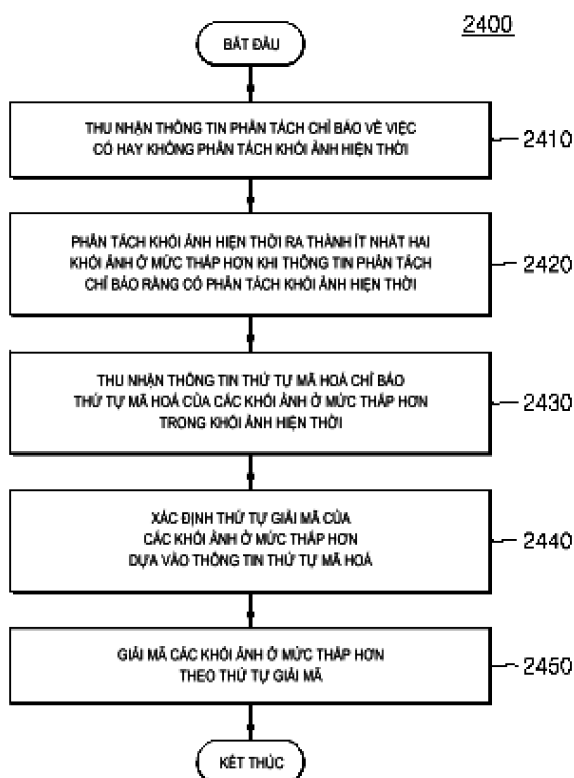 2400
BẮT ĐẦU
THU NHẬN THÔNG TIN PHÂN TÁCH CHỈ BÁO VỀ VIỆC
CÓ HAY KHÔNG PHÂN TÁCH KHỐI ẢNH HIỆN THỜI
2410
PHÂN TÁCH KHỐI ẢNH HIỆN THỜI RA THÀNH ÍT NHẤT HAI
KHỐI ẢNH Ở MỨC THẤP HƠN KHI THÔNG TIN PHÂN TÁCH
CHỈ BÁO RẰNG CÓ PHÂN TÁCH KHỐI ẢNH HIỆN THỜI
2420
THU NHẬN THÔNG TIN THỨ TỰ MÃ HOÁ CHỈ BÁO
THỨ TỰ MÃ HOÁ CỦA CÁC KHỐI ẢNH Ở MỨC THẤP HƠN
TRONG KHỐI ẢNH HIỆN THỜI
2430
XÁC ĐỊNH THỨ TỰ GIẢI MÃ CỦA
CÁC KHỐI ẢNH Ở MỨC THẤP HƠN
DỰA VÀO THÔNG TIN THỨ TỰ MÃ HOÁ
2440
GIẢI MÃ CÁC KHỐI ẢNH Ở MỨC THẤP HƠN
THEO THỨ TỰ GIẢI MÃ
2450
KẾT THÚC